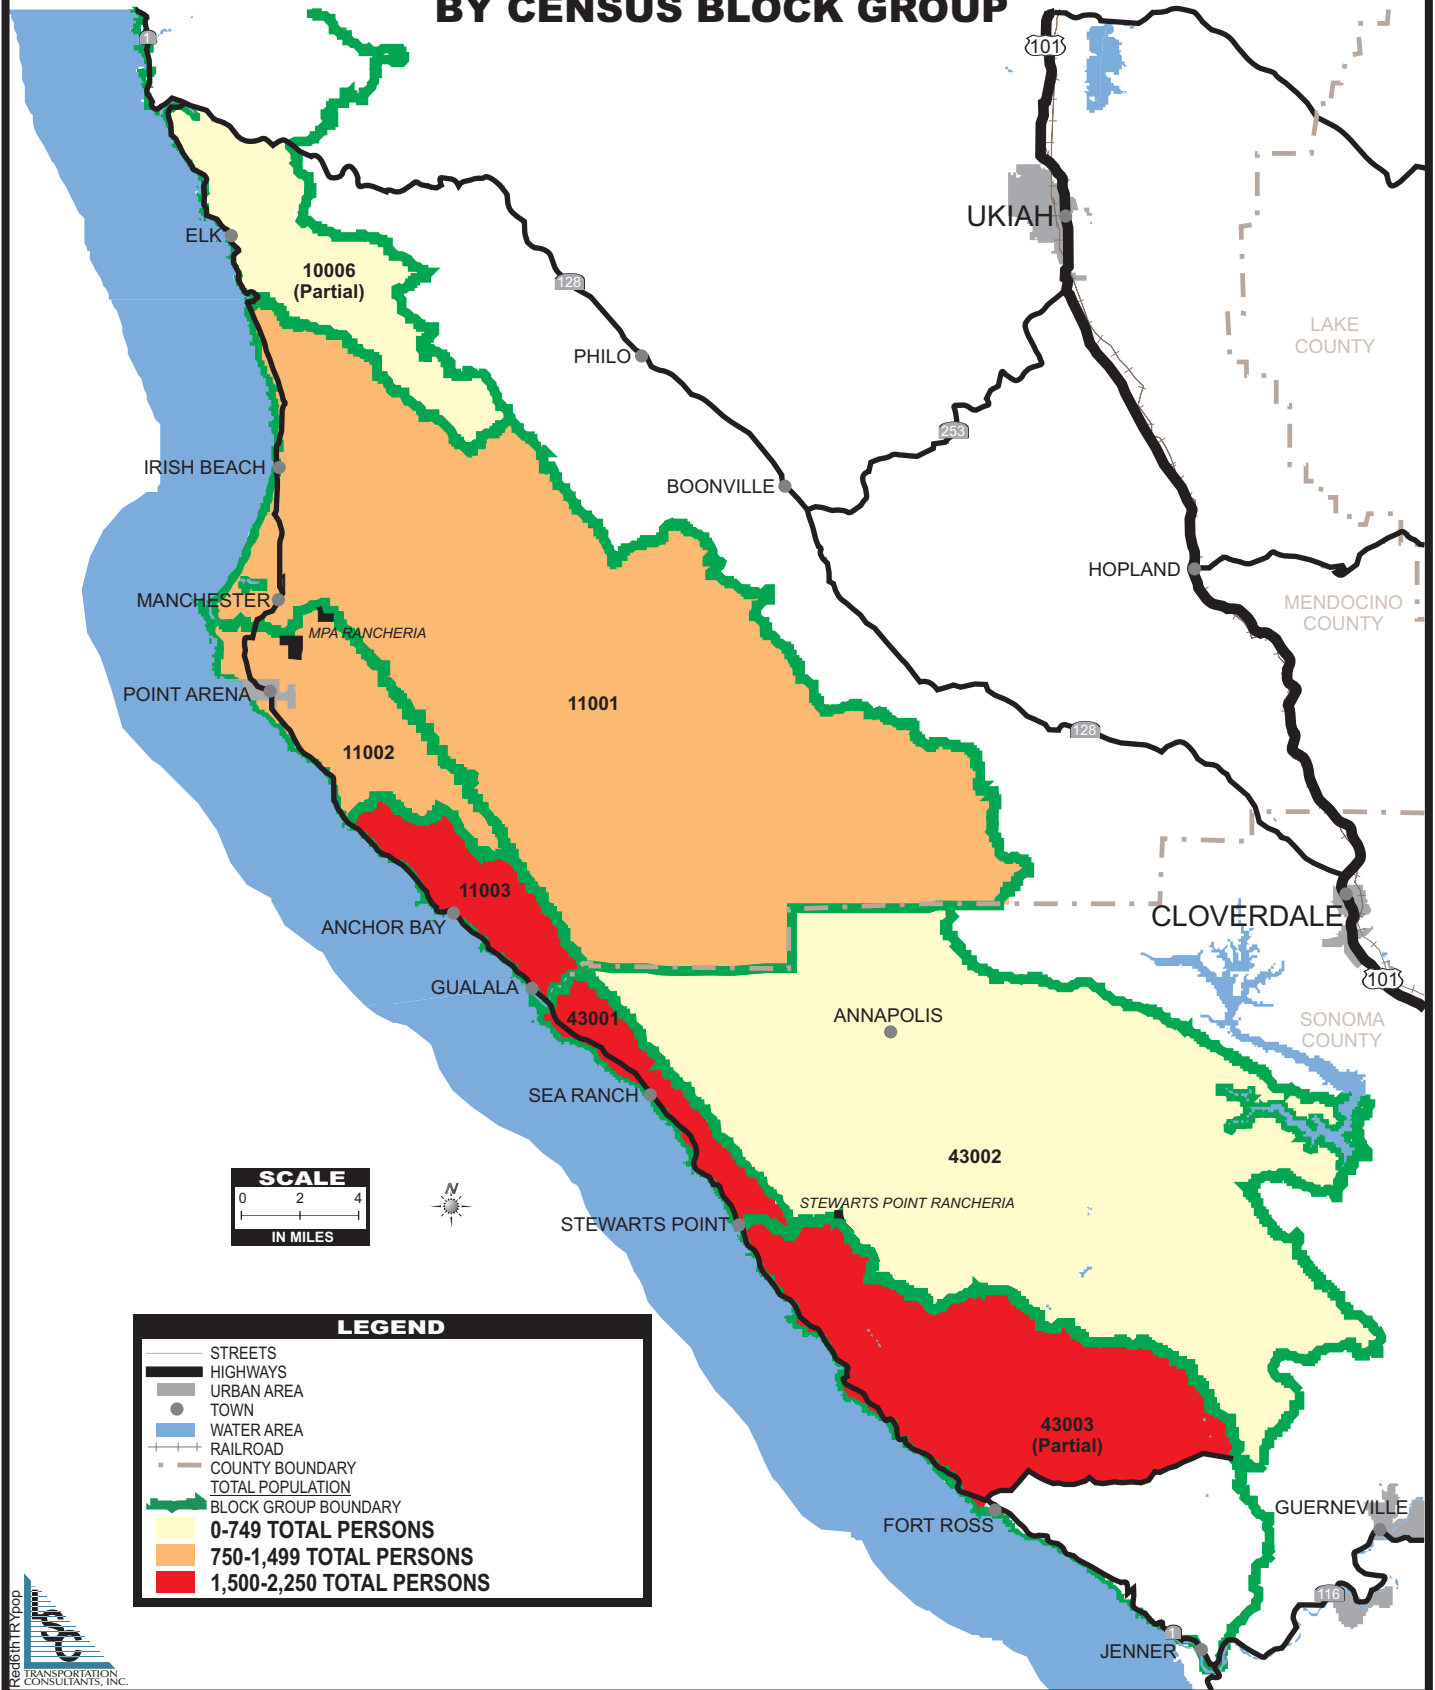 BY CENSUS BLOCK GROUP
1
101
UKIAH
ELK
10006
(Partial)
128
LAKE
COUNTY
PHILO
253
IRISH BEACH
BOONVILLE
HOPLAND
MANCHESTER
MENDOCINO
COUNTY
MPA RANCHERIA
POINT ARENA
11001
128
11002
11003
CLOVERDALE
ANCHOR BAY
101
GUALALA
43001
ANNAPOLIS
SONOMA
COUNTY
SEA RANCH
43002
SCALE
0 2 4
IN MILES
N
STEWARTS POINT RANCHERIA
STEWARTS POINT
LEGEND
STREETS
HIGHWAYS
URBAN AREA
TOWN
WATER AREA
RAILROAD
COUNTY BOUNDARY
TOTAL POPULATION
BLOCK GROUP BOUNDARY
0-749 TOTAL PERSONS
750-1,499 TOTAL PERSONS
1,500-2,250 TOTAL PERSONS
43003
(Partial)
GUERNEVILLE
FORT ROSS
116
1
JENNER
Red6thTRYpop
LSC
TRANSPORTATION
CONSULTANTS, INC.